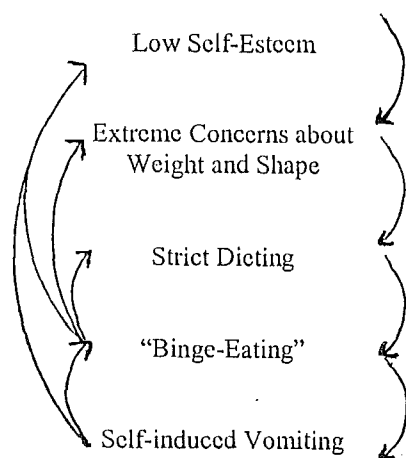 Low Self-Esteem
Extreme Concerns about
Weight and Shape
Strict Dieting
“Binge-Eating”
Self-induced Vomiting